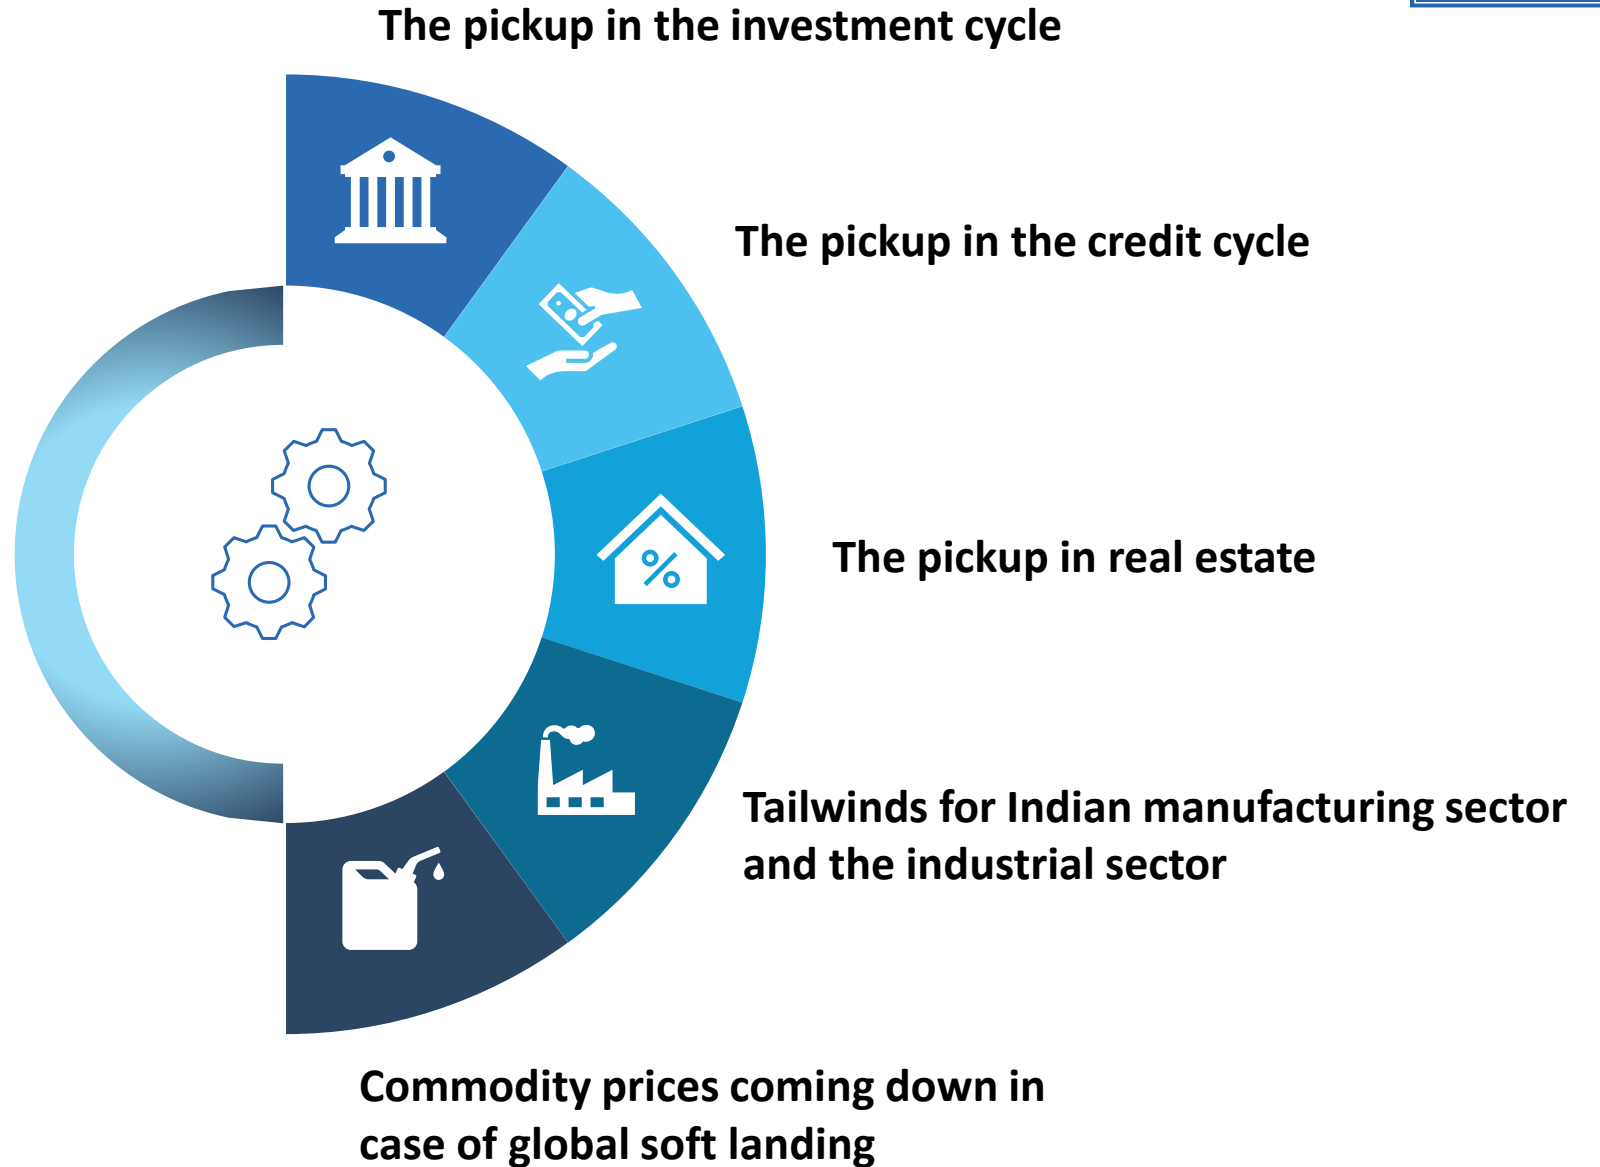 The pickup in the investment cycle
The pickup in the credit cycle
%
The pickup in real estate
Tailwinds for Indian manufacturing sector
and the industrial sector
Commodity prices coming down in
case of global soft landing